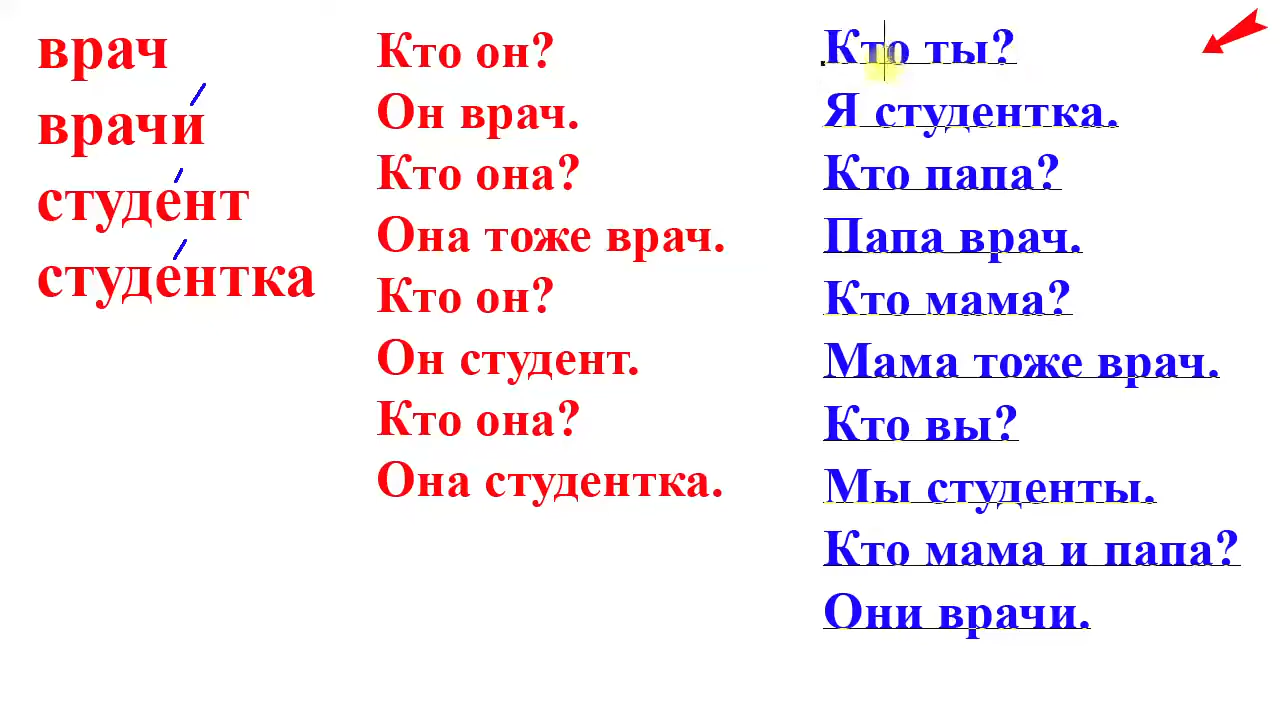 врач
врачи
студент
студентка
Кто он?
Он врач.
Кто она?
Она тоже врач.
Кто он?
Он студент.
Кто она?
Она студентка.
Кто ты?
Я студентка.
Кто папа?
Папа врач.
Кто мама?
Мама тоже врач.
Кто вы?
Мы студенты.
Кто мама и папа?
Они врачи.